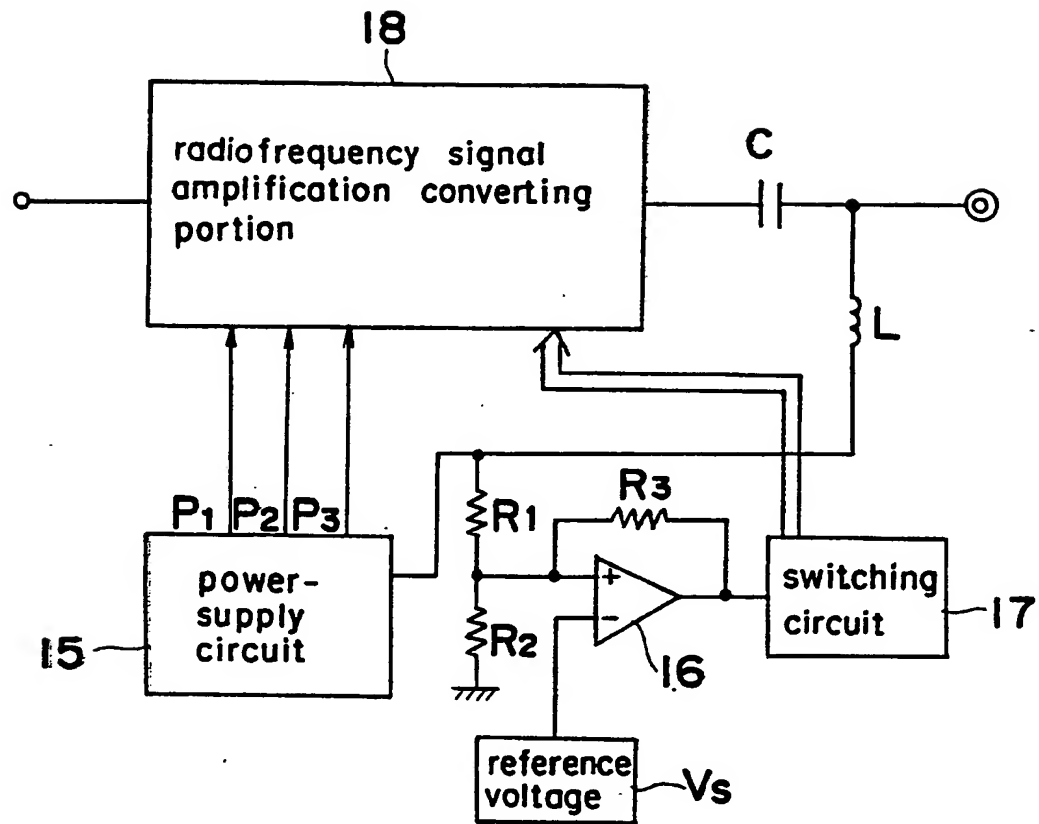 18
radiofrequency signal
amplification converting
portion
C
L
P1 P2 P3
R1
R3
R2
+
−
power-
supply
circuit
15
16
switching
circuit
17
reference
voltage
Vs